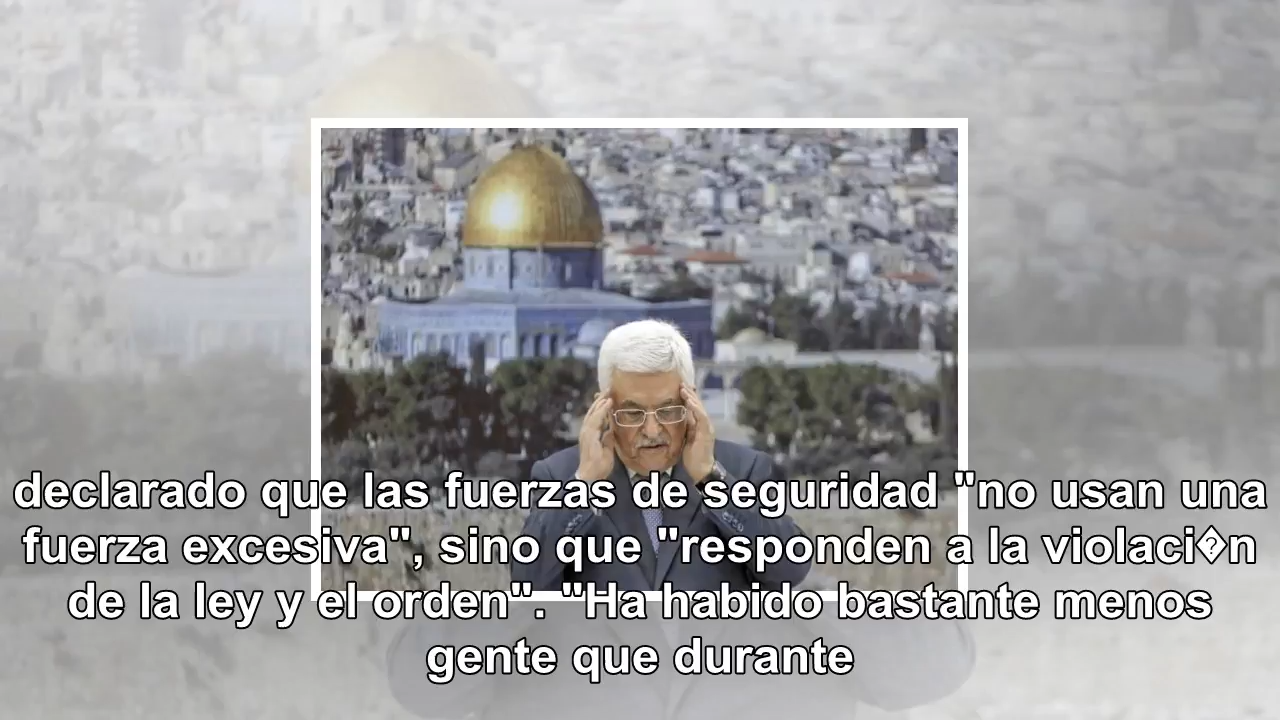 declarado que las fuerzas de seguridad "no usan una
fuerza excesiva", sino que "responden a la violaci�n
de la ley y el orden". "Ha habido bastante menos
gente que durante